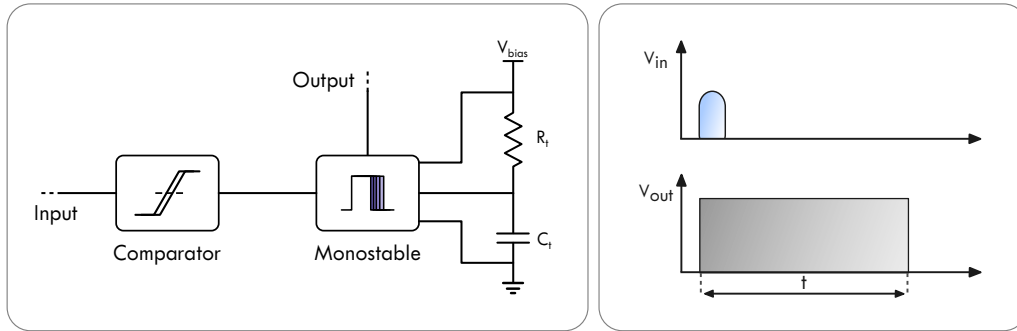 V_bias
Output
R_t
Input
C_t
Comparator
Monostable
V_in
V_out
t